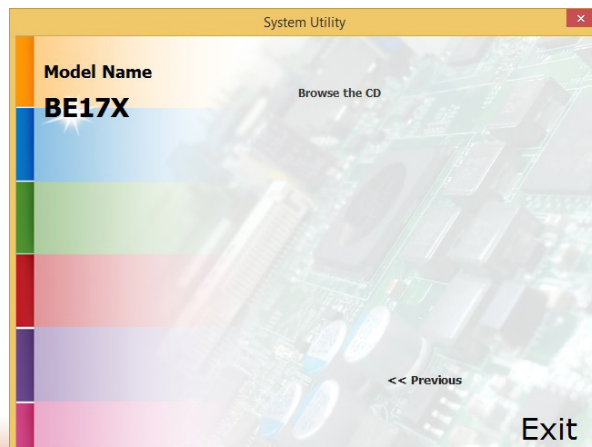 System Utility
Model Name
Browse the CD
BE17X
<< Previous
Exit